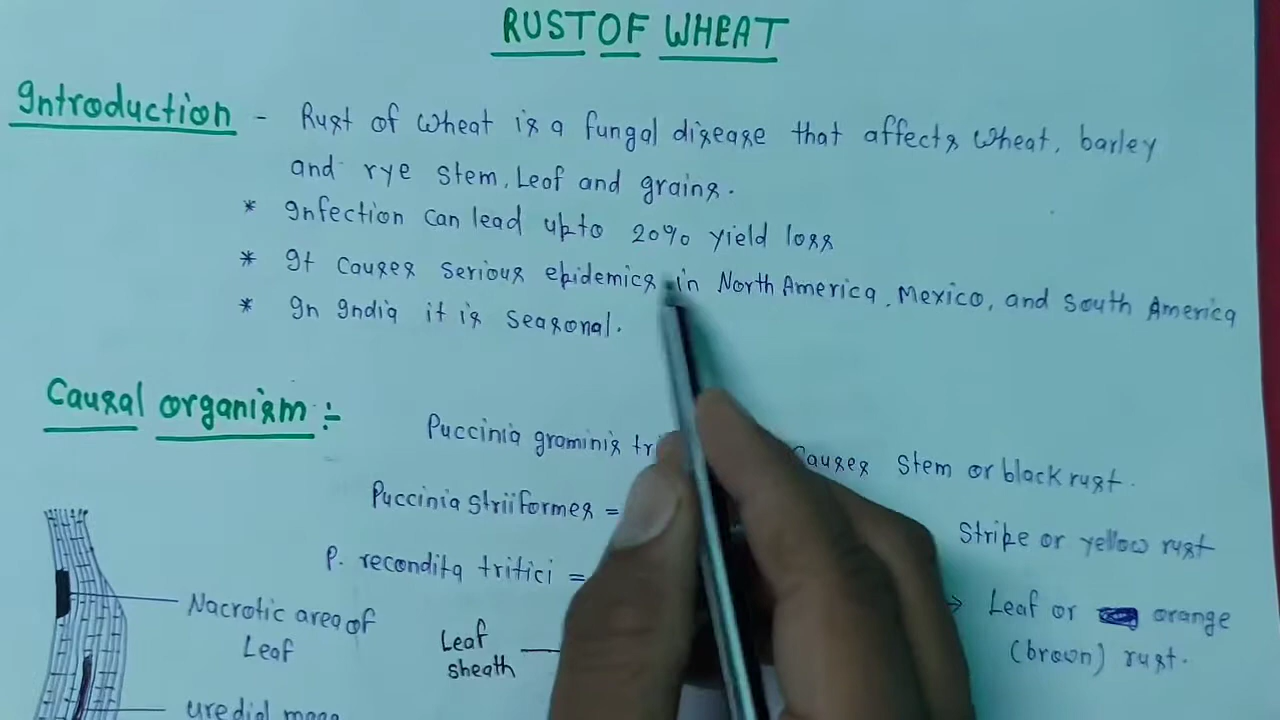 RUST OF WHEAT
Introduction - Rust of wheat is a fungal disease that affects wheat, barley
and rye stem, Leaf and grains.
* Infection can lead upto 20% yield loss
* It causes serious epidemics in North America, Mexico, and South America
* In India it is seasonal.
Causal organism :-
Puccinia graminis causes stem or black rust.
Puccinia striiformes = Stripe or yellow rust
P. recondita tritici = → Leaf or orange
(brown) rust.
Nacrotic area of
Leaf
Leaf
sheath
uredial